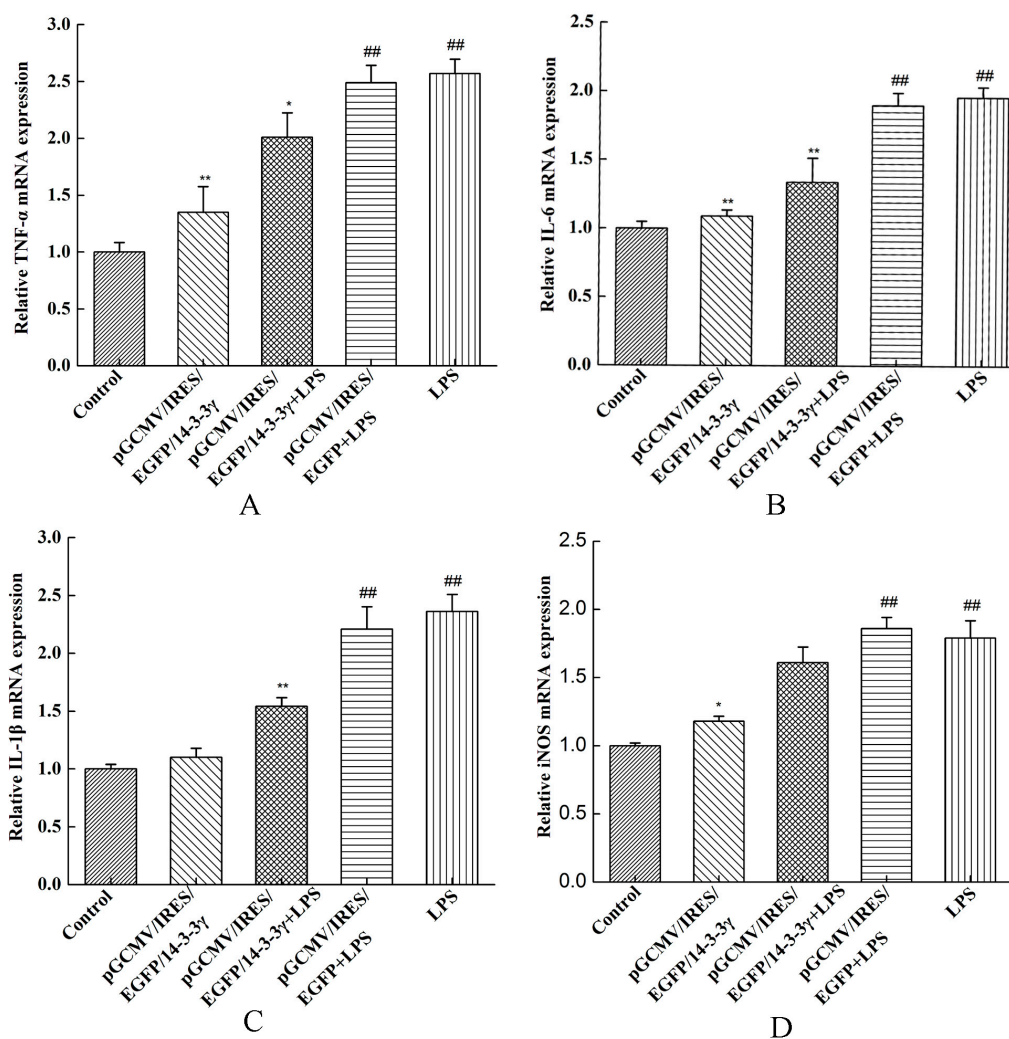 Relative TNF-α mRNA expression
3.0
2.5
2.0
1.5
1.0
0.5
0.0
**
*
##
##
Control
pGCMV/IRES/
EGFP/14-3-3γ
pGCMV/IRES/
EGFP/14-3-3γ+LPS
pGCMV/IRES/
EGFP+LPS
LPS
A
Relative IL-6 mRNA expression
2.5
2.0
1.5
1.0
0.5
0.0
**
**
##
##
Control
pGCMV/IRES/
EGFP/14-3-3γ
pGCMV/IRES/
EGFP/14-3-3γ+LPS
pGCMV/IRES/
EGFP+LPS
LPS
B
Relative IL-1β mRNA expression
3.0
2.5
2.0
1.5
1.0
0.5
0.0
**
##
##
Control
pGCMV/IRES/
EGFP/14-3-3γ
pGCMV/IRES/
EGFP/14-3-3γ+LPS
pGCMV/IRES/
EGFP+LPS
LPS
C
Relative iNOS mRNA expression
2.5
2.0
1.5
1.0
0.5
0.0
*
##
##
Control
pGCMV/IRES/
EGFP/14-3-3γ
pGCMV/IRES/
EGFP/14-3-3γ+LPS
pGCMV/IRES/
EGFP+LPS
LPS
D